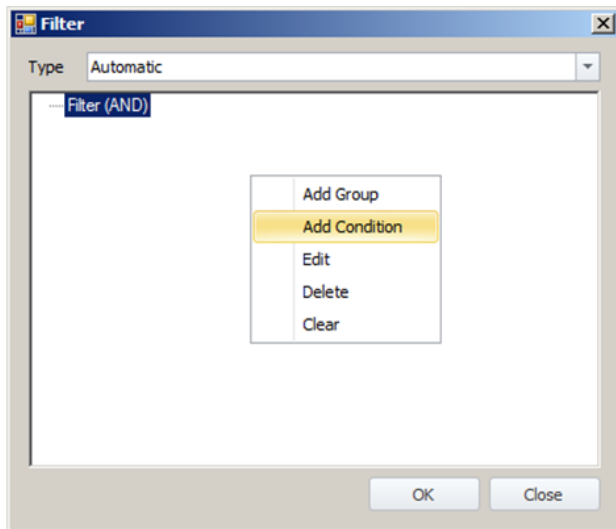 Filter
Type Automatic
Filter (AND)
Add Group
Add Condition
Edit
Delete
Clear
OK Close